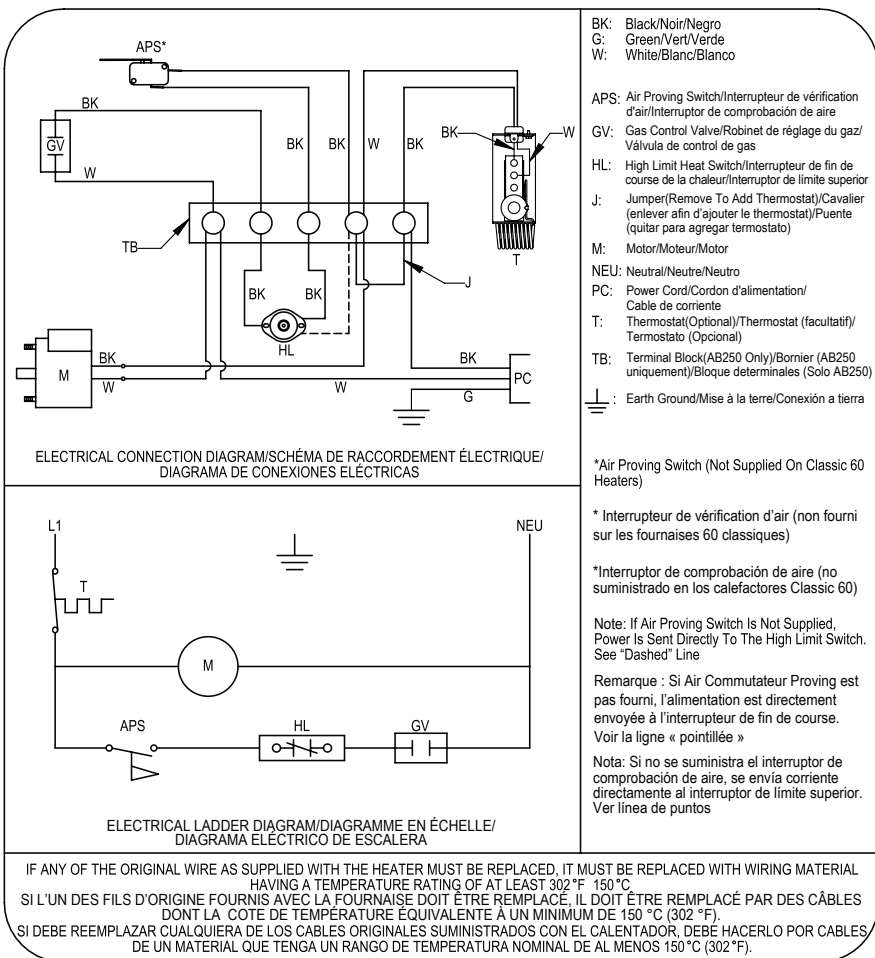 APS*
BK
GV
W
BK
BK
W
BK
BK
W
TB
T
J
BK
BK
HL
M
BK
W
W
BK
PC
G
ELECTRICAL CONNECTION DIAGRAM/SCHÉMA DE RACCORDEMENT ÉLECTRIQUE/
DIAGRAMA DE CONEXIONES ELÉCTRICAS
L1
NEU
T
M
APS
HL
GV
ELECTRICAL LADDER DIAGRAM/DIAGRAMME EN ÉCHELLE/
DIAGRAMA ELÉCTRICO DE ESCALERA
BK: Black/Noir/Negro
G: Green/Vert/Verde
W: White/Blanc/Blanco
APS: Air Proving Switch/Interrupteur de vérification
d'air/Interruptor de comprobación de aire
GV: Gas Control Valve/Robinet de réglage du gaz/
Válvula de control de gas
HL: High Limit Heat Switch/Interrupteur de fin de
course de la chaleur/Interruptor de límite superior
J: Jumper(Remove To Add Thermostat)/Cavalier
(enlever afin d'ajouter le thermostat)/Puente
(quitar para agregar termostato)
M: Motor/Moteur/Motor
NEU: Neutral/Neutre/Neutro
PC: Power Cord/Cordon d'alimentation/
Cable de corriente
T: Thermostat(Optional)/Thermostat (facultatif)/
Termostato (Opcional)
TB: Terminal Block(AB250 Only)/Bornier (AB250
uniquement)/Bloque determinales (Solo AB250)
: Earth Ground/Mise à la terre/Conexión a tierra
*Air Proving Switch (Not Supplied On Classic 60
Heaters)
* Interrupteur de vérification d'air (non fourni
sur les fournaises 60 classiques)
*Interruptor de comprobación de aire (no
suministrado en los calefactores Classic 60)
Note: If Air Proving Switch Is Not Supplied,
Power Is Sent Directly To The High Limit Switch.
See "Dashed" Line
Remarque : Si Air Commutateur Proving est
pas fourni, l'alimentation est directement
envoyée à l'interrupteur de fin de course.
Voir la ligne « pointillée »
Nota: Si no se suministra el interruptor de
comprobación de aire, se envía corriente
directamente al interruptor de límite superior.
Ver línea de puntos
IF ANY OF THE ORIGINAL WIRE AS SUPPLIED WITH THE HEATER MUST BE REPLACED, IT MUST BE REPLACED WITH WIRING MATERIAL
HAVING A TEMPERATURE RATING OF AT LEAST 302°F 150°C
SI L'UN DES FILS D'ORIGINE FOURNIS AVEC LA FOURNAISE DOIT ÊTRE REMPLACÉ, IL DOIT ÊTRE REMPLACÉ PAR DES CÂBLES
DONT LA COTE DE TEMPÉRATURE ÉQUIVALENTE À UN MINIMUM DE 150 °C (302 °F).
SI DEBE REEMPLAZAR CUALQUIERA DE LOS CABLES ORIGINALES SUMINISTRADOS CON EL CALENTADOR, DEBE HACERLO POR CABLES
DE UN MATERIAL QUE TENGA UN RANGO DE TEMPERATURA NOMINAL DE AL MENOS 150°C (302°F).